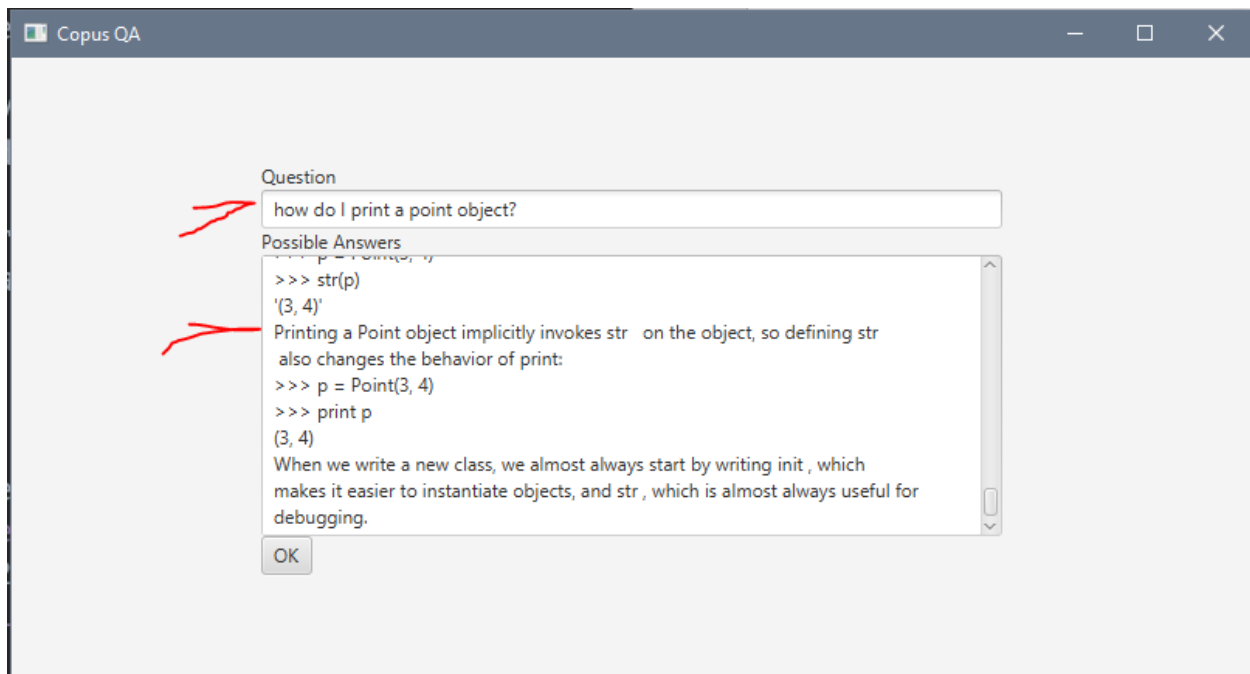 Copus QA
Question
how do I print a point object?
Possible Answers
>>> p = Point(3, 4)
>>> str(p)
'(3, 4)'
Printing a Point object implicitly invokes str   on the object, so defining str
also changes the behavior of print:
>>> p = Point(3, 4)
>>> print p
(3, 4)
When we write a new class, we almost always start by writing init , which
makes it easier to instantiate objects, and str , which is almost always useful for
debugging.
OK